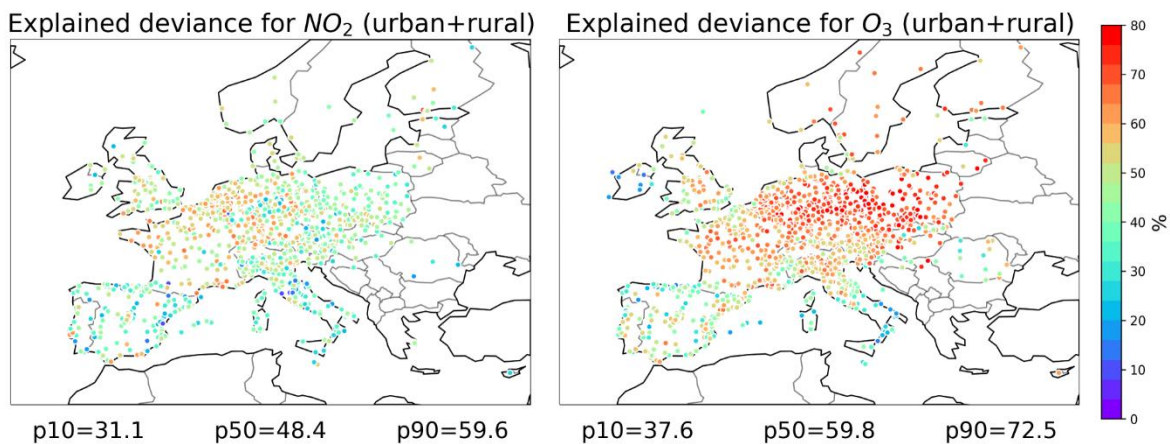 Explained deviance for NO₂ (urban+rural)
Explained deviance for O₃ (urban+rural)
80
70
60
50
40
30
20
10
0
%
p10=31.1 p50=48.4 p90=59.6
p10=37.6 p50=59.8 p90=72.5